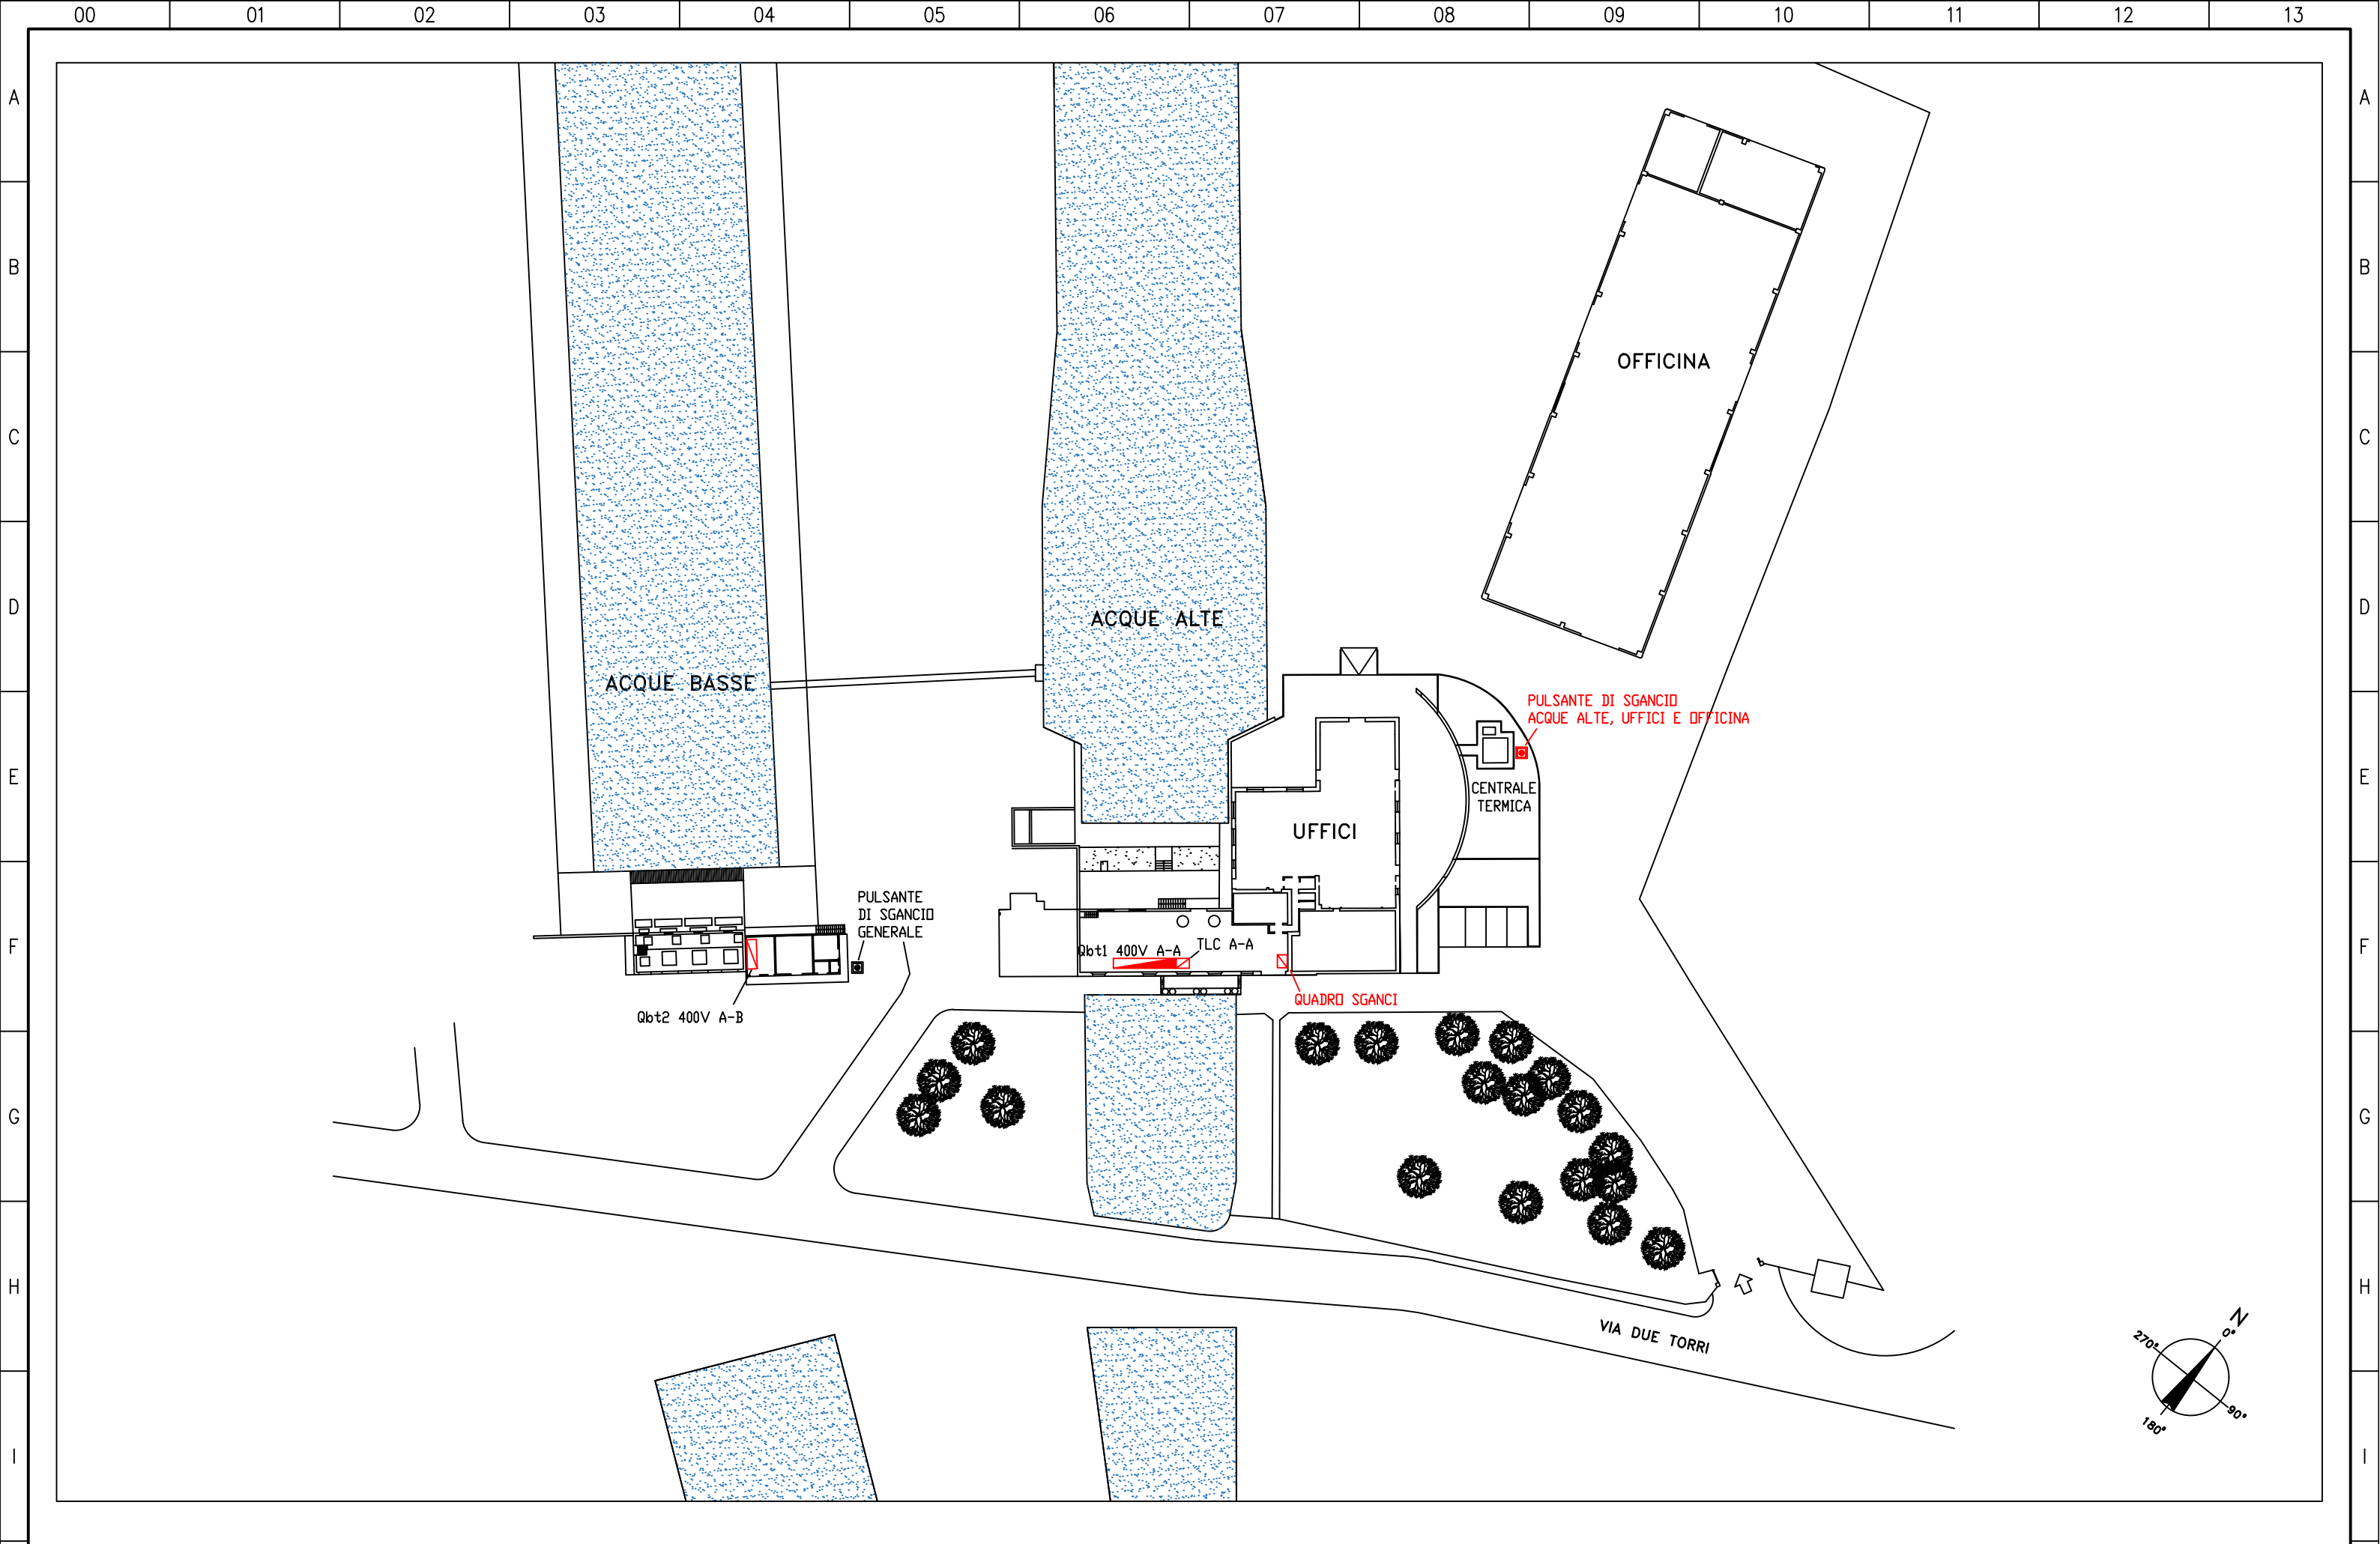 00 01 02 03 04 05 06 07 08 09 10 11 12 13
A A
B B
OFFICINA
C C
D D
ACQUE ALTE
ACQUE BASSE
PULSANTE DI SGANCIO
ACQUE ALTE, UFFICI E OFFICINA
E E
CENTRALE
TERMICA
UFFICI
PULSANTE
DI SGANCIO
GENERALE
F F
Qbt1 400V A-A
TLC A-A
QUADRO SGANCI
Qbt2 400V A-B
G G
H H
VIA DUE TORRI
N
0°
270°
90°
180°
I I